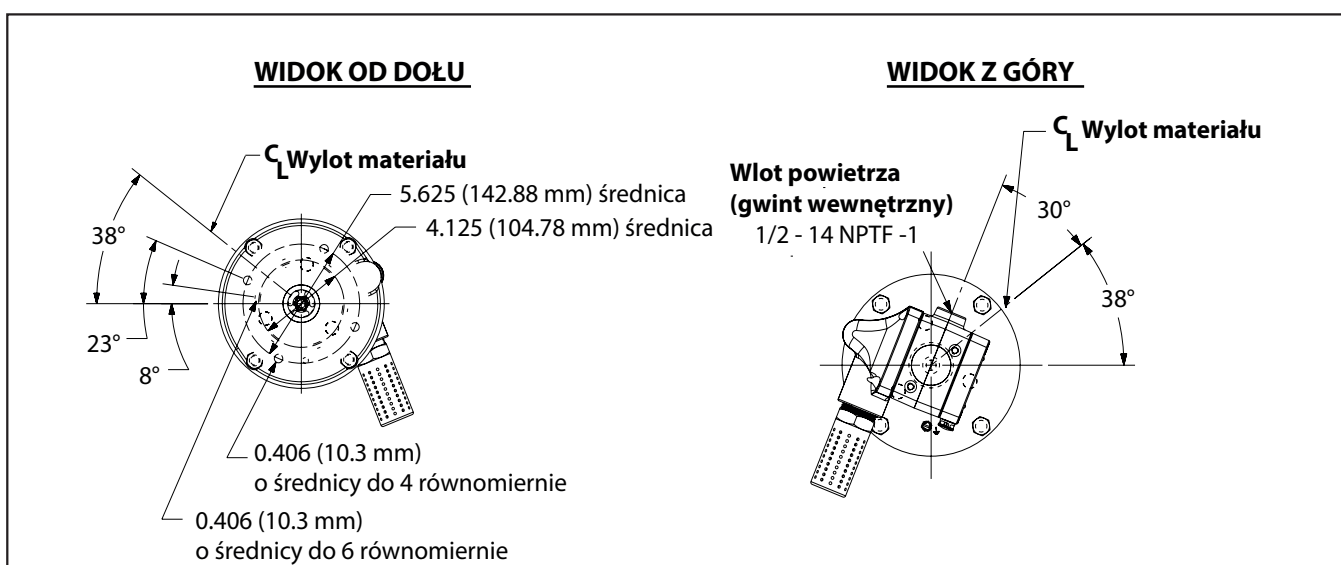 WIDOK OD DOŁU
CL Wylot materiału
5.625 (142.88 mm) średnica
4.125 (104.78 mm) średnica
38°
23°
8°
0.406 (10.3 mm)
o średnicy do 4 równomiernie
0.406 (10.3 mm)
o średnicy do 6 równomiernie
WIDOK Z GÓRY
CL Wylot materiału
Wlot powietrza
(gwint wewnętrzny)
1/2 - 14 NPTF -1
30°
38°